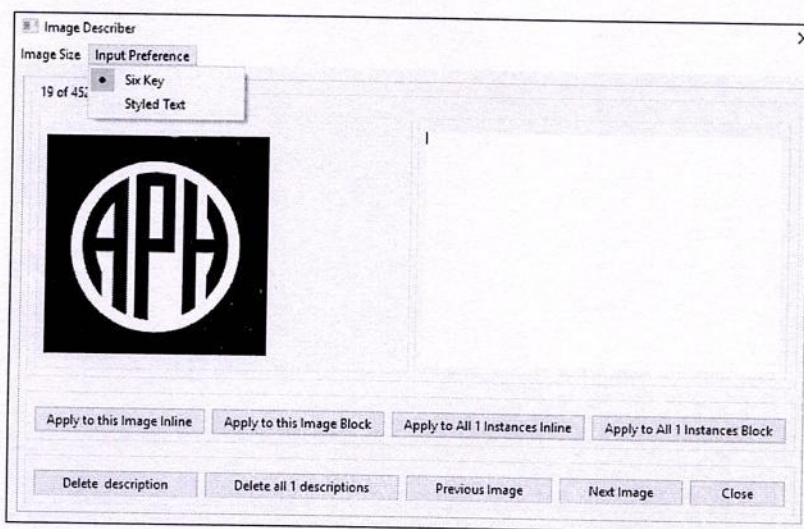 Image Describer
Image Size Input Preference
Six Key
Styled Text
19 of 452
APH
Apply to this Image Inline Apply to this Image Block Apply to All 1 Instances Inline Apply to All 1 Instances Block
Delete description Delete all 1 descriptions Previous Image Next Image Close